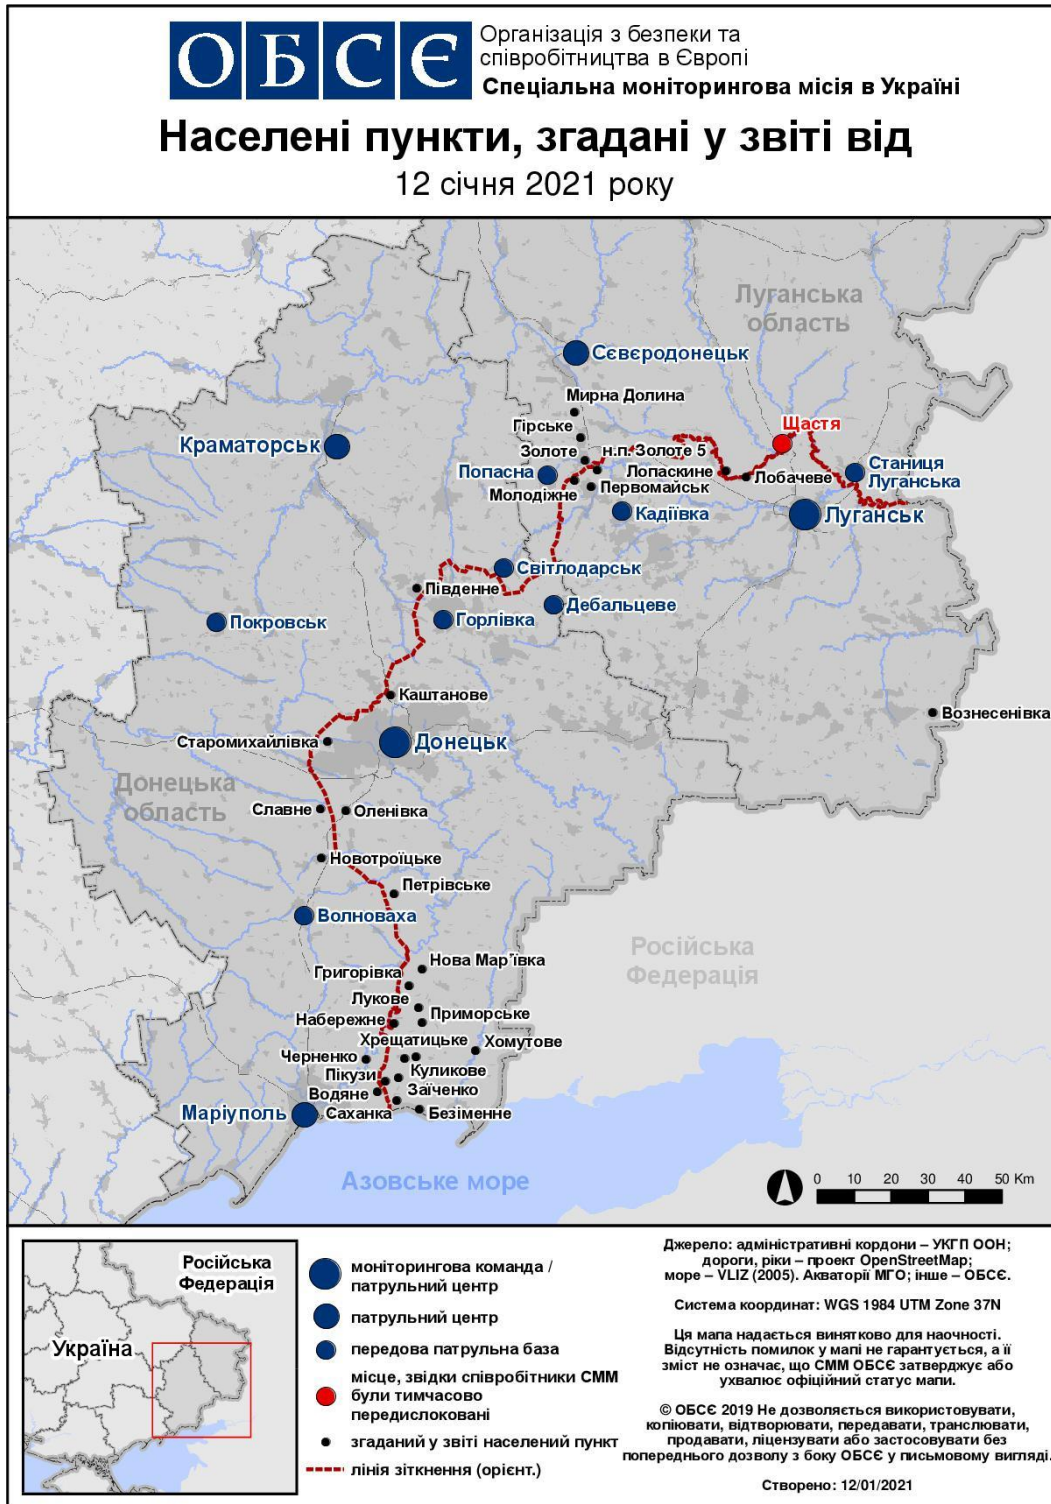 ОБСЄ
Організація з безпеки та
співробітництва в Європі
Спеціальна моніторингова місія в Україні
Населені пункти, згадані у звіті від
12 січня 2021 року
Луганська
область
Сєвєродонецьк
Мирна Долина
Гірське
Щастя
Краматорськ
Золоте
н.п. Золоте 5
Попасна
Лопаскине
Лобачеве
Станиця
Луганська
Молодіжне
Первомайськ
Кадіївка
Луганськ
Світлодарськ
Південне
Дебальцеве
Горлівка
Покровськ
Каштанове
Вознесенівка
Старомихайлівка
Донецьк
Донецька
область
Славне
Оленівка
Новотроїцьке
Петрівське
Волноваха
Російська
Федерація
Нова Мар'ївка
Григорівка
Лукове
Набережне
Приморське
Хрещатицьке
Хомутове
Черненко
Пікузи
Куликове
Водяне
Заїченко
Маріуполь
Саханка
Безіменне
Азовське море
0 10 20 30 40 50 Km
Російська
Федерація
Україна
моніторингова команда /
патрульний центр
патрульний центр
передова патрульна база
місце, звідки співробітники СММ
були тимчасово
передислоковані
згаданий у звіті населений пункт
лінія зіткнення (орієнт.)
Джерело: адміністративні кордони – УКГП ООН;
дороги, ріки – проект OpenStreetMap;
море – VLIZ (2005). Акваторії МГО; інше – ОБСЄ.
Система координат: WGS 1984 UTM Zone 37N
Ця мапа надається винятково для наочності.
Відсутність помилок у мапі не гарантується, а її
зміст не означає, що СММ ОБСЄ затверджує або
ухвалює офіційний статус мапи.
© ОБСЄ 2019 Не дозволяється використовувати,
копіювати, відтворювати, передавати, транслювати,
продавати, ліцензувати або застосовувати без
попереднього дозволу з боку ОБСЄ у письмовому вигляді.
Створено: 12/01/2021